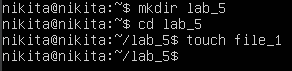 nikita@nikita:~$ mkdir lab_5
nikita@nikita:~$ cd lab_5
nikita@nikita:~/lab_5$ touch file_1
nikita@nikita:~/lab_5$